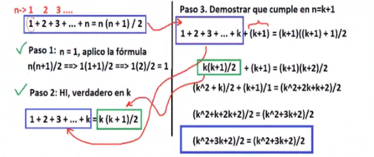 n-> 1 2 3 ....
1+2+3+ ... + n = n ( n + 1) / 2
Paso 1: n = 1, aplico la fórmula
n(n+1)/2 ==> 1(1+1)/2 ==> 1(2)/2 = 1
Paso 2: HI, verdadero en k
1 + 2 + 3 + ... + k = k (k + 1)/2
Paso 3. Demostrar que cumple en n=k+1
1 + 2 + 3 + ... + k + (k+1) = (k+1)((k+1) + 1)/2
k(k+1)/2 + (k+1) = (k+1)(k+2)/2
(k^2 + k)/2 + (k+1)/1 = (k^2+2k+k+2)/2
(k^2+k+2k+2)/2 = (k^2+3k+2)/2
(k^2+3k+2)/2 = (k^2+3k+2)/2